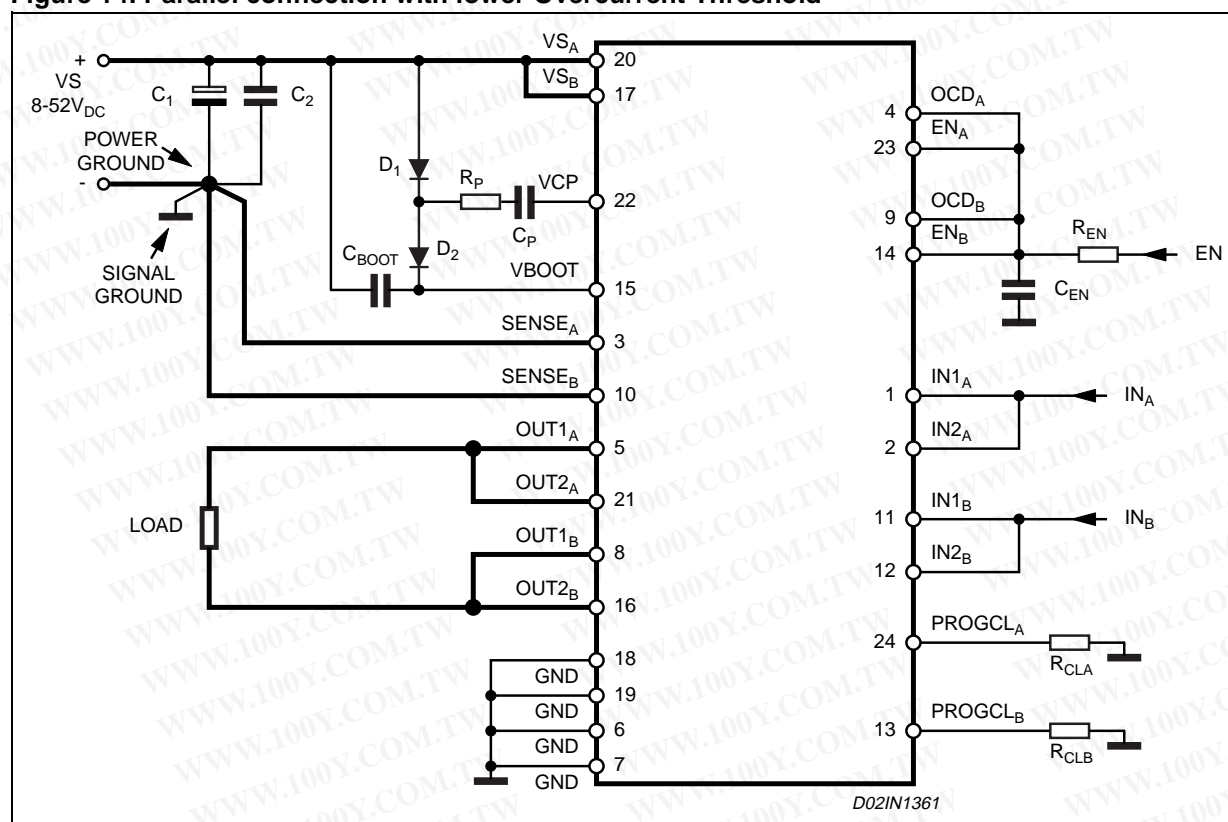 Figure 14. Parallel connection with lower Overcurrent Threshold
+
VS
8-52VDC
C1
C2
POWER
GROUND
-
SIGNAL
GROUND
D1
RP
VCP
CP
D2
CBOOT
VBOOT
VSA
20
VSB
17
22
15
SENSEA
3
SENSEB
10
OUT1A
5
OUT2A
21
LOAD
OUT1B
8
OUT2B
16
18
GND
19
GND
6
GND
7
GND
OCDA
4
ENA
23
OCDB
9
ENB
14
REN
EN
CEN
IN1A
1
INA
IN2A
2
IN1B
11
INB
IN2B
12
PROGCLA
24
RCLA
PROGCLB
13
RCLB
D02IN1361
WWW.100Y.COM.TW